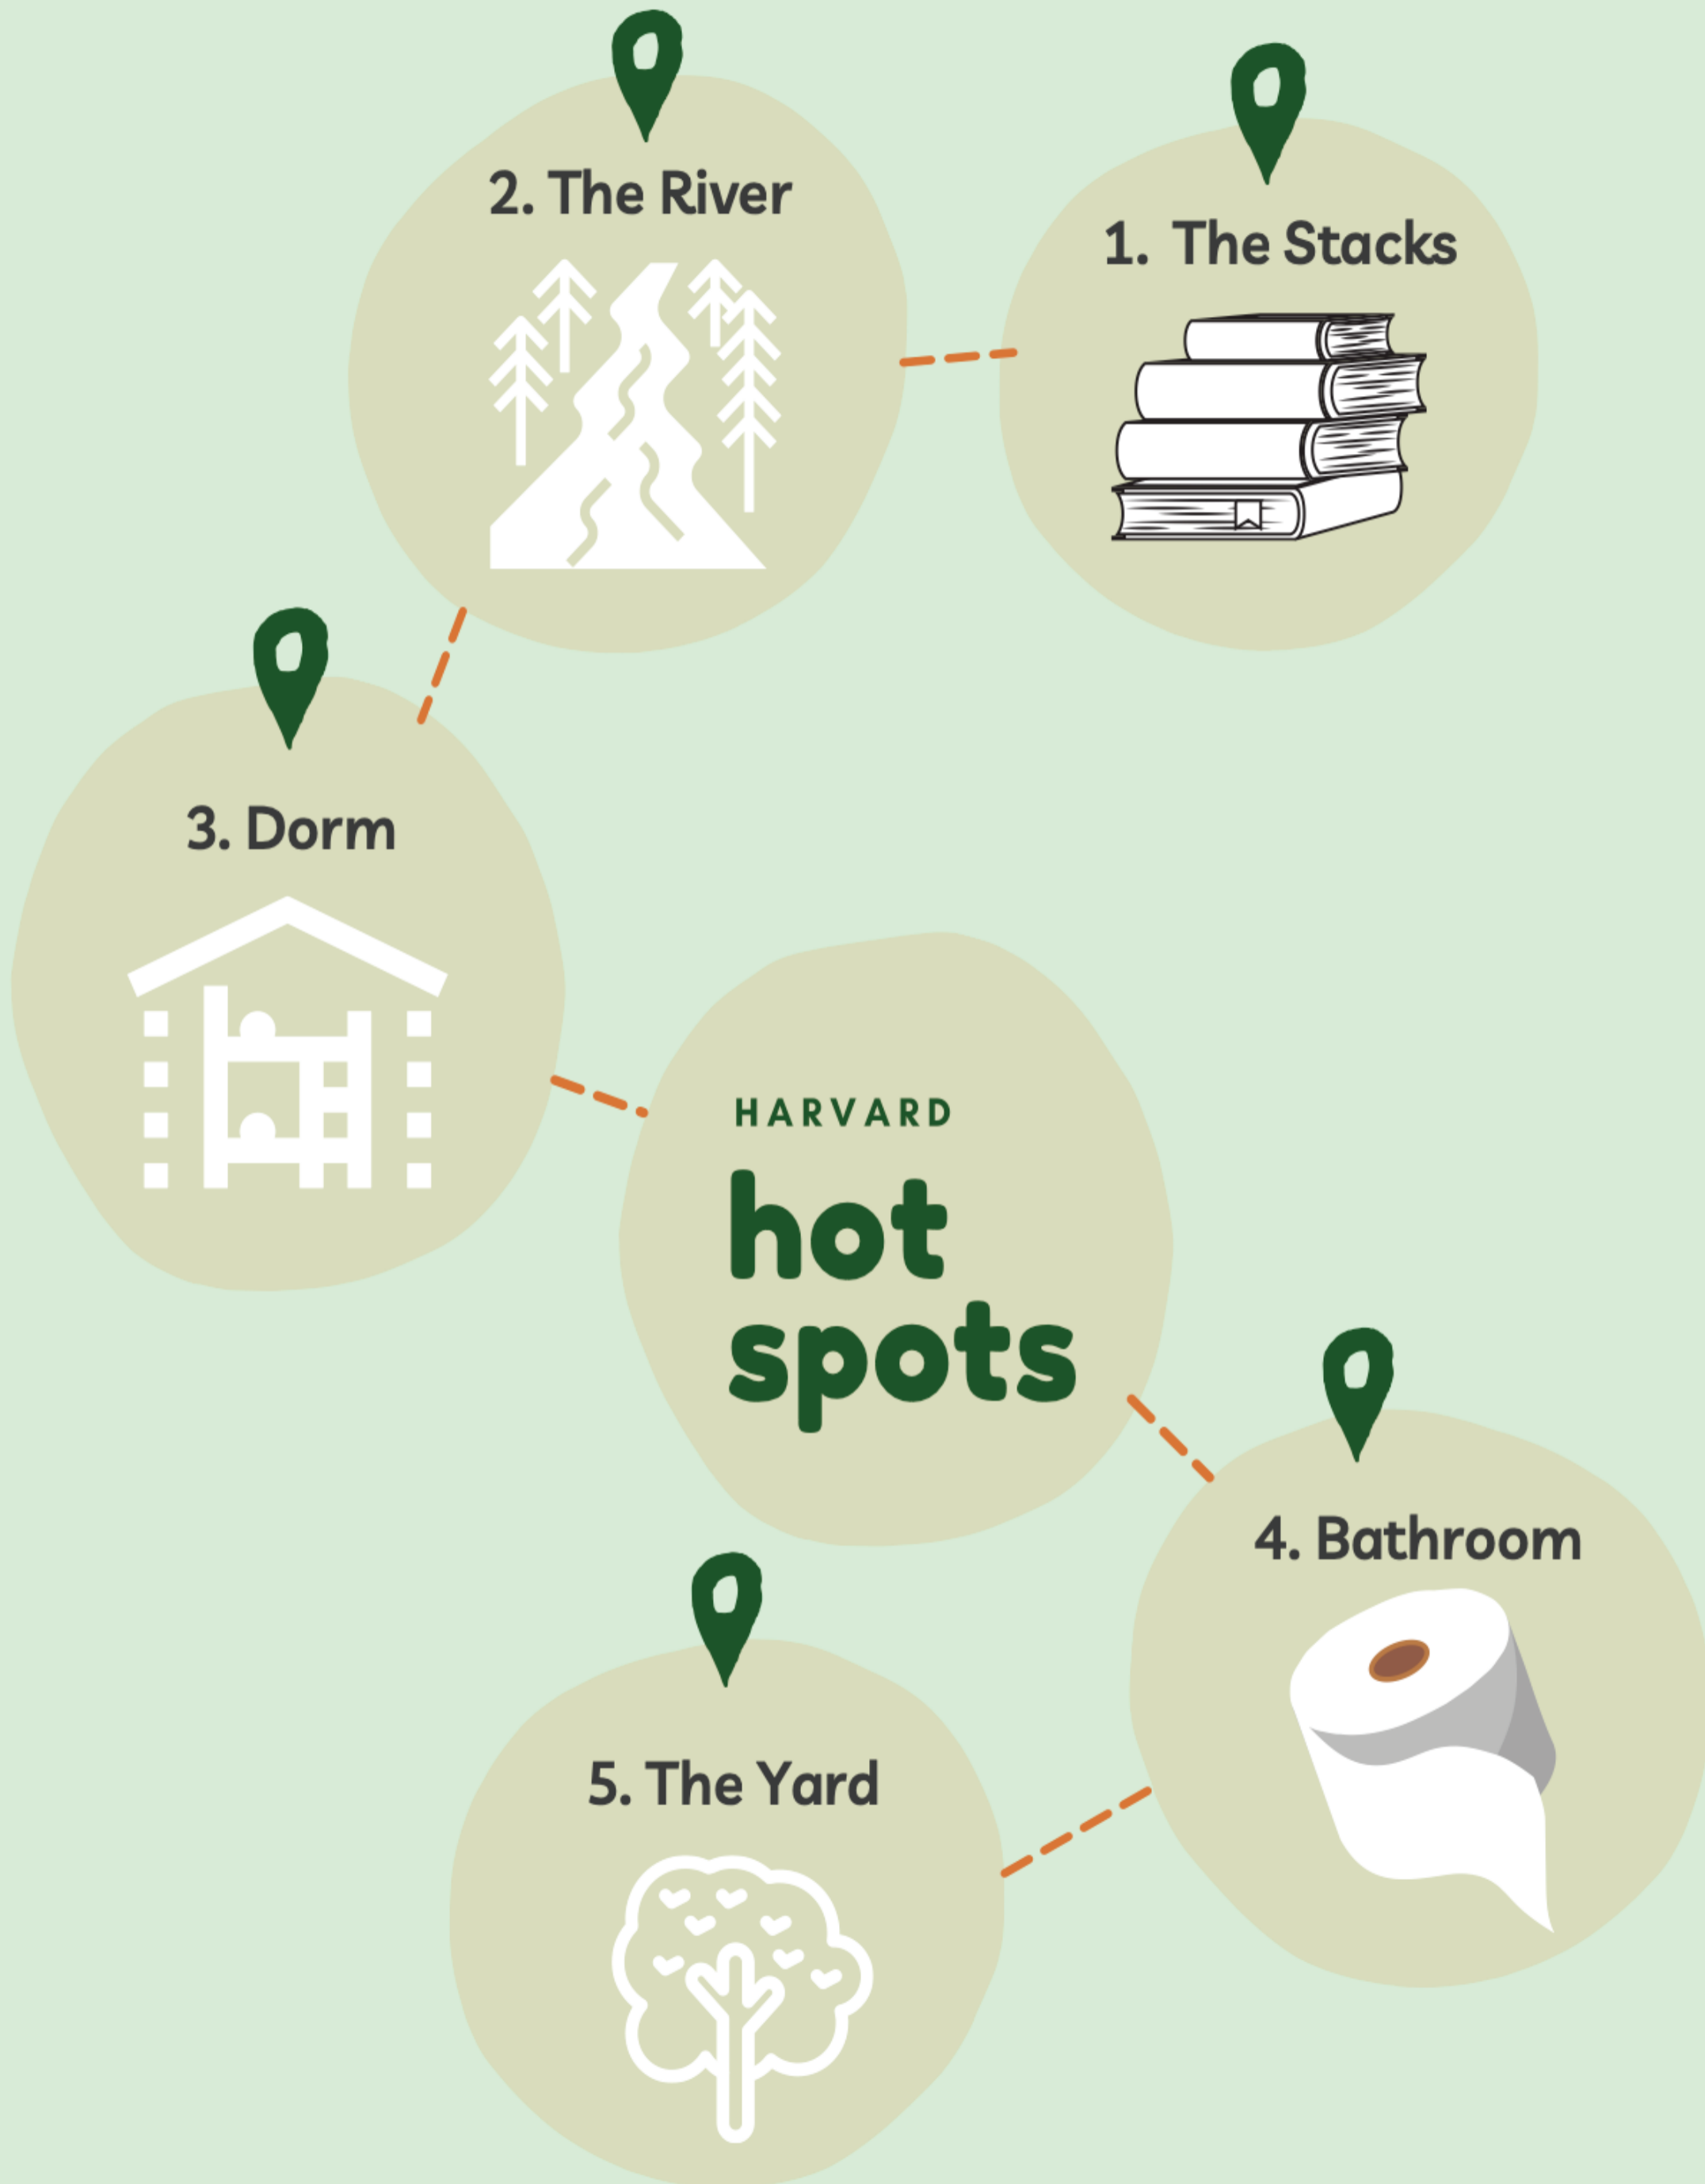 1. The Stacks
2. The River
3. Dorm
HARVARD
hot
spots
4. Bathroom
5. The Yard